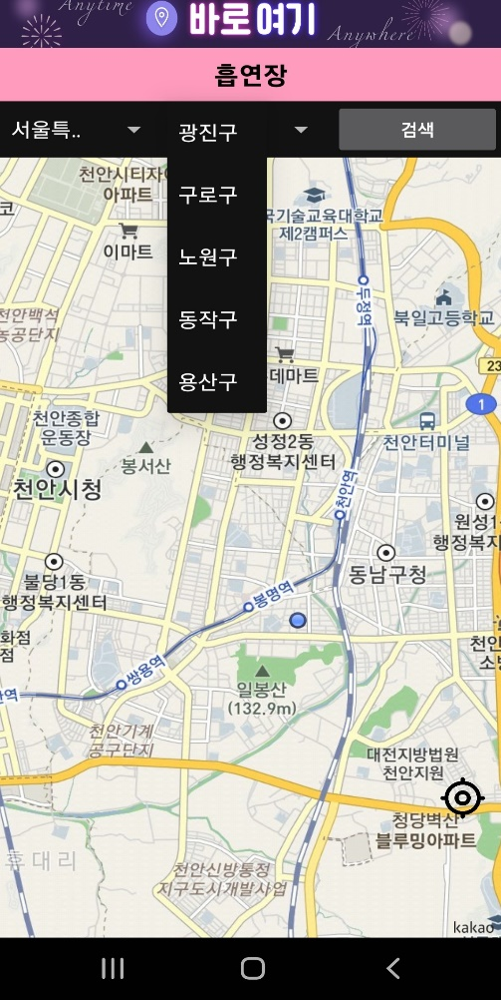 Anytime
바로여기
Anywhere
흡연장
서울특..
광진구
검색
구로구
노원구
동작구
용산구
천안시티자이
아파트
이마트
국기술교육대학교
제2캠퍼스
두정역
북일고등학교
천안백석
농공단지
데마트
23
1
천안종합
운동장
봉서산
성정2동
행정복지센터
천안터미널
천안시청
천안역
원성1
행정복지
불당1동
행정복지센터
동남구청
봉명역
쌍용역
일봉산
(132.9m)
천안
소방
화점
점
천안기계
공구단지
대전지방법원
천안지원
청당벽산
블루밍아파트
휴대리
천안신방통정
지구도시개발사업
kakao